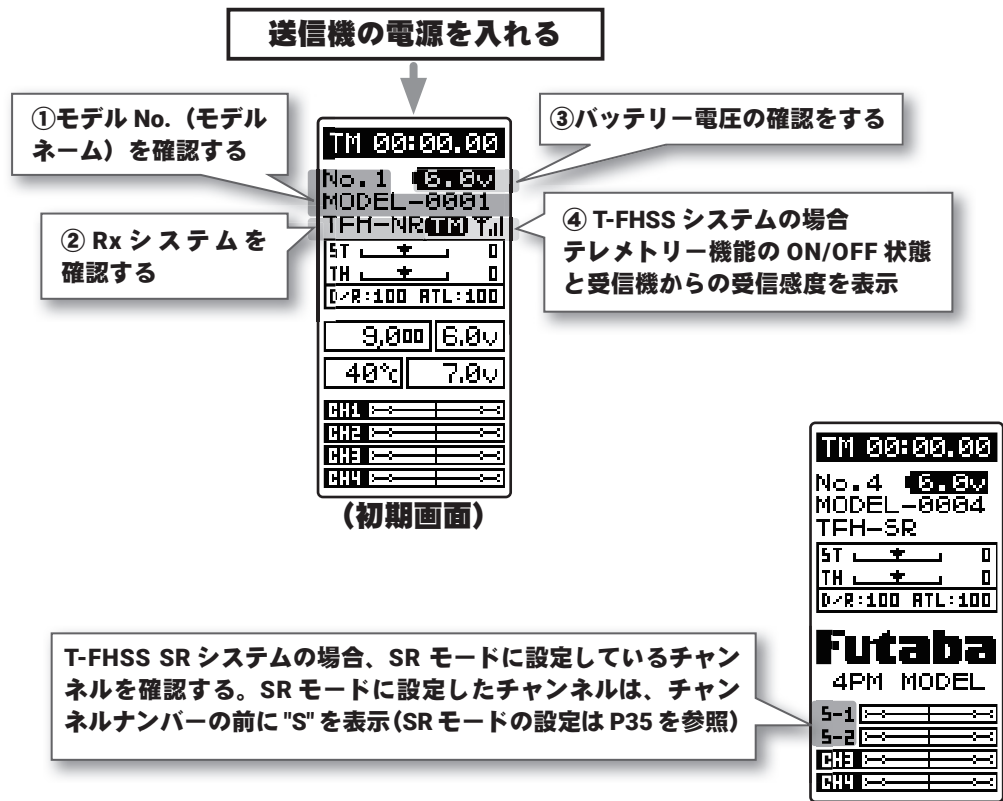 送信機の電源を入れる
①モデル No.（モデル
ネーム）を確認する
② Rx システムを
確認する
③バッテリー電圧の確認をする
④ T-FHSS システムの場合
テレメトリー機能の ON/OFF 状態
と受信機からの受信感度を表示
TM 00:00.00
No.1 6.0v
MODEL-0001
TFH-NR TM
ST 0
TH 0
D/R:100 ATL:100
9,000 6.0v
40℃ 7.0v
CH1
CH2
CH3
CH4
(初期画面)
TM 00:00.00
No.4 6.0v
MODEL-0004
TFH-SR
ST 0
TH 0
D/R:100 ATL:100
Futaba
4PM MODEL
S-1
S-2
CH3
CH4
T-FHSS SR システムの場合、SR モードに設定しているチャン
ネルを確認する。SR モードに設定したチャンネルは、チャン
ネルナンバーの前に "S" を表示(SR モードの設定は P35 を参照)